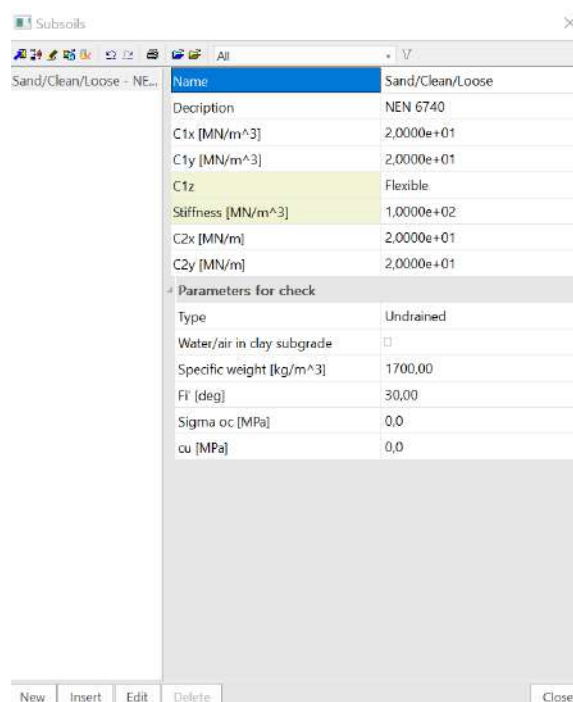 Subsoils
All
Sand/Clean/Loose - NE...
Name Sand/Clean/Loose
Decription NEN 6740
C1x [MN/m^3] 2,0000e+01
C1y [MN/m^3] 2,0000e+01
C1z Flexible
Stiffness [MN/m^3] 1,0000e+02
C2x [MN/m] 2,0000e+01
C2y [MN/m] 2,0000e+01
Parameters for check
Type Undrained
Water/air in clay subgrade
Specific weight [kg/m^3] 1700,00
Fi' [deg] 30,00
Sigma oc [MPa] 0,0
cu [MPa] 0,0
New Insert Edit Delete Close